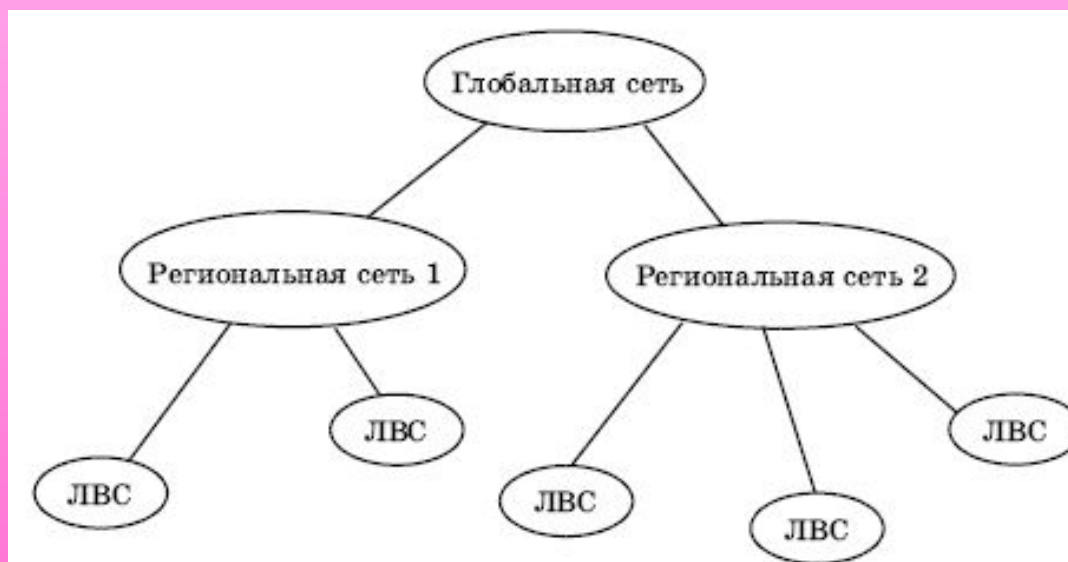 Глобальная сеть
Региональная сеть 1
Региональная сеть 2
ЛВС
ЛВС
ЛВС
ЛВС
ЛВС